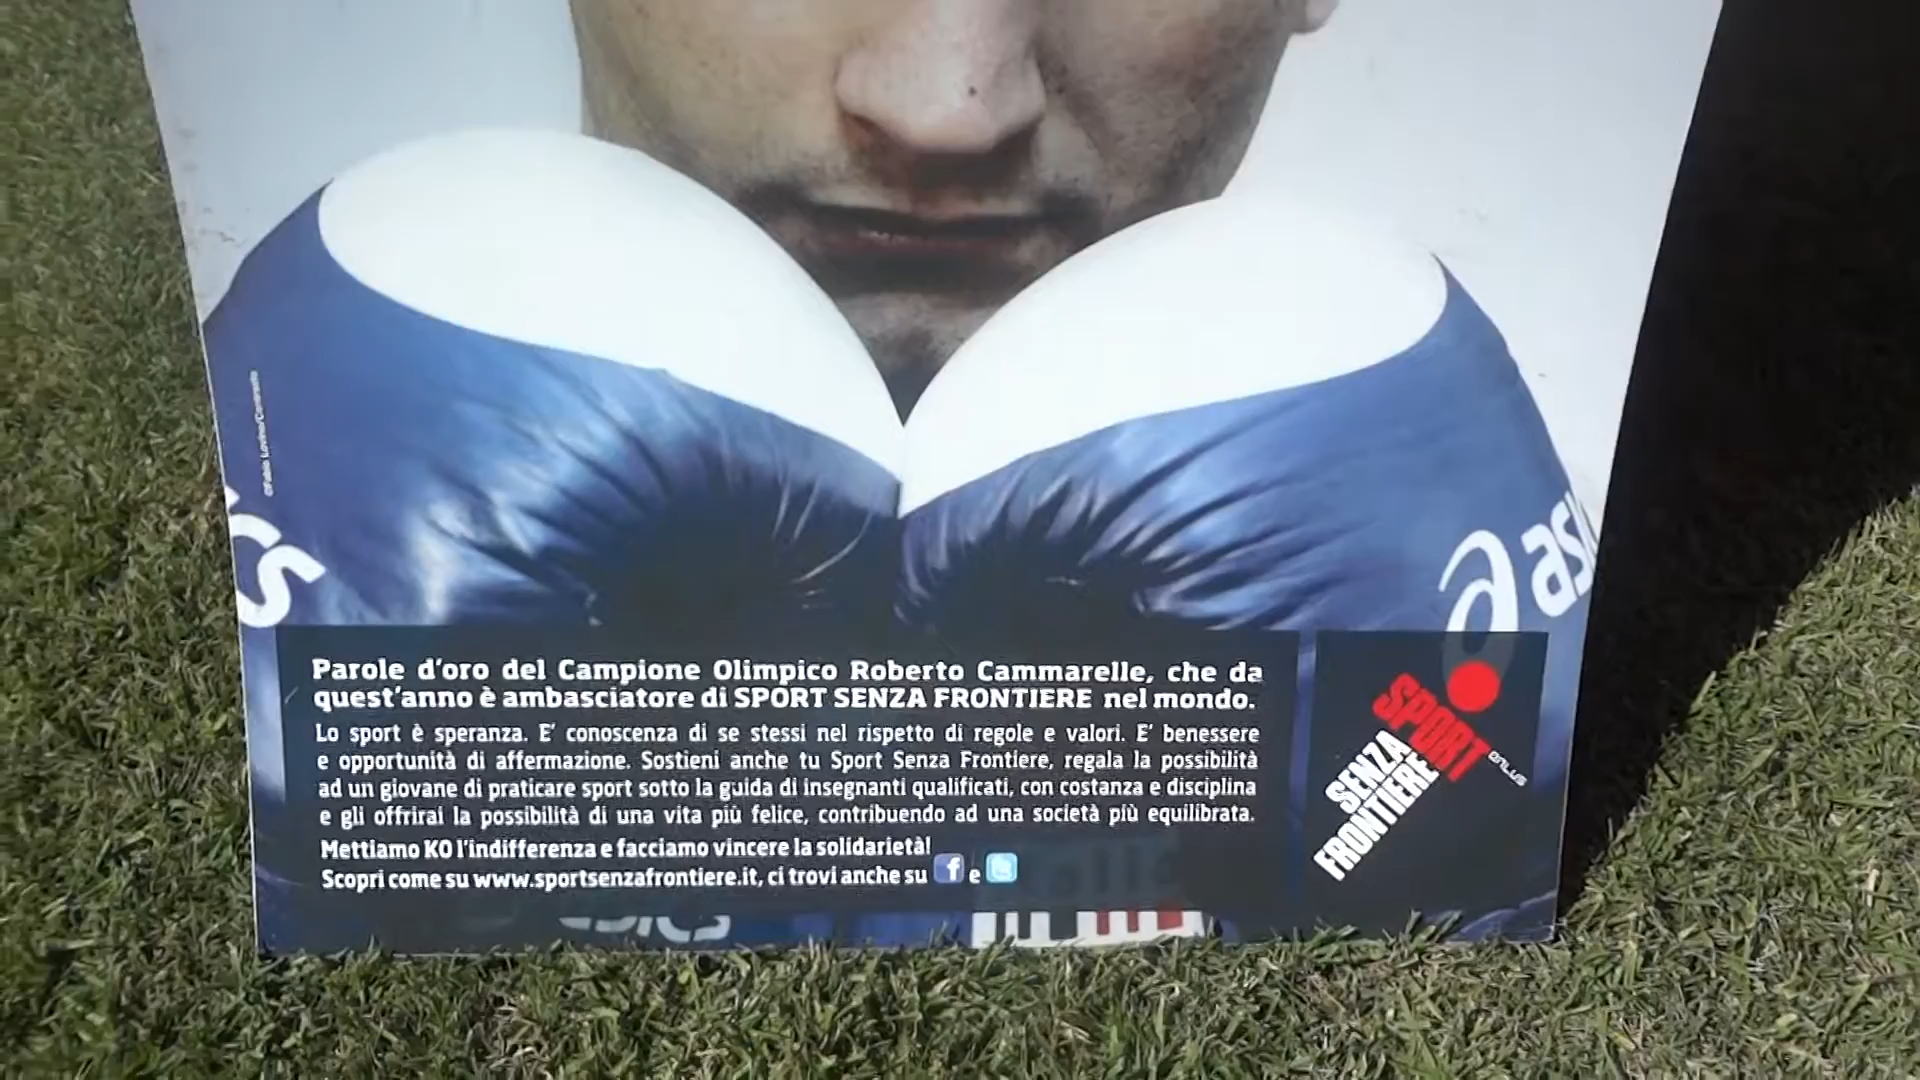 ©Fabio Lovino/Contrasto
cs
asi
Parole d'oro del Campione Olimpico Roberto Cammarelle, che da
quest'anno è ambasciatore di SPORT SENZA FRONTIERE nel mondo.
Lo sport è speranza. E' conoscenza di se stessi nel rispetto di regole e valori. E' benessere
e opportunità di affermazione. Sostieni anche tu Sport Senza Frontiere, regala la possibilità
ad un giovane di praticare sport sotto la guida di insegnanti qualificati, con costanza e disciplina
e gli offrirai la possibilità di una vita più felice, contribuendo ad una società più equilibrata.
Mettiamo KO l'indifferenza e facciamo vincere la solidarietà!
Scopri come su www.sportsenzafrontiere.it, ci trovi anche su f e t
SPORT
SENZA
FRONTIERE
ONLUS
asics